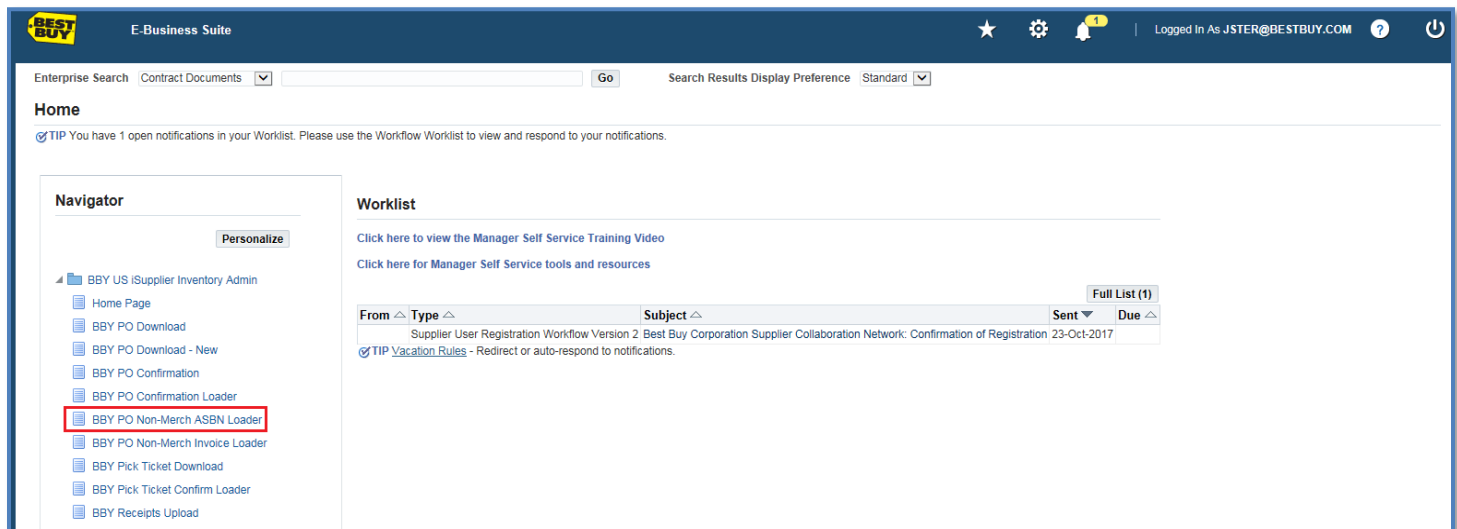 BEST
BUY
E-Business Suite
1
Logged In As JSTER@BESTBUY.COM
?
Enterprise Search Contract Documents Go Search Results Display Preference Standard
Home
TIP You have 1 open notifications in your Worklist. Please use the Workflow Worklist to view and respond to your notifications.
Navigator
Personalize
BBY US iSupplier Inventory Admin
Home Page
BBY PO Download
BBY PO Download - New
BBY PO Confirmation
BBY PO Confirmation Loader
BBY PO Non-Merch ASBN Loader
BBY PO Non-Merch Invoice Loader
BBY Pick Ticket Download
BBY Pick Ticket Confirm Loader
BBY Receipts Upload
Worklist
Click here to view the Manager Self Service Training Video
Click here for Manager Self Service tools and resources
Full List (1)
From Type Subject Sent Due
Supplier User Registration Workflow Version 2 Best Buy Corporation Supplier Collaboration Network: Confirmation of Registration 23-Oct-2017
TIP Vacation Rules - Redirect or auto-respond to notifications.